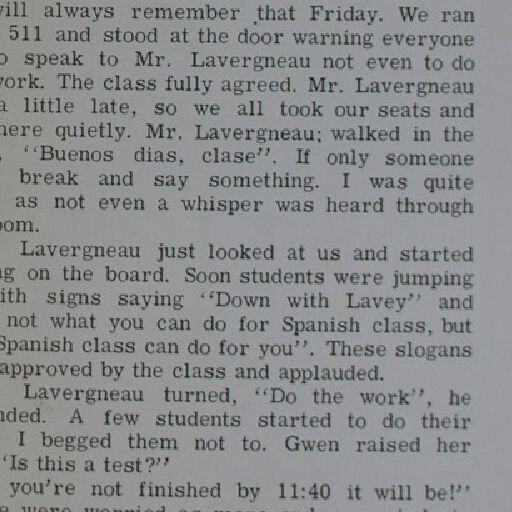 will always remember that Friday. We ran
511 and stood at the door warning everyone
speak to Mr. Lavergneau not even to do
work. The class fully agreed. Mr. Lavergneau
a little late, so we all took our seats and
here quietly. Mr. Lavergneau; walked in the
"Buenos dias, clase". If only someone
break and say something. I was quite
as not even a whisper was heard through
oom.
Lavergneau just looked at us and started
ng on the board. Soon students were jumping
with signs saying "Down with Lavey" and
not what you can do for Spanish class, but
Spanish class can do for you". These slogans
approved by the class and applauded.
Lavergneau turned, "Do the work", he
nded. A few students started to do their
I begged them not to. Gwen raised her
"Is this a test?"
you're not finished by 11:40 it will be!"